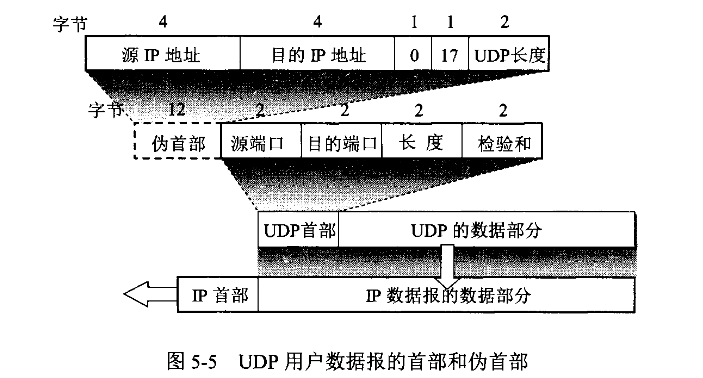 字节 4 4 1 1 2
源 IP 地址 目的 IP 地址 0 17 UDP长度
字节 12 2 2 2 2
伪首部 源端口 目的端口 长 度 检验和
UDP首部 UDP 的数据部分
IP 首部 IP 数据报的数据部分
图 5-5 UDP 用户数据报的首部和伪首部